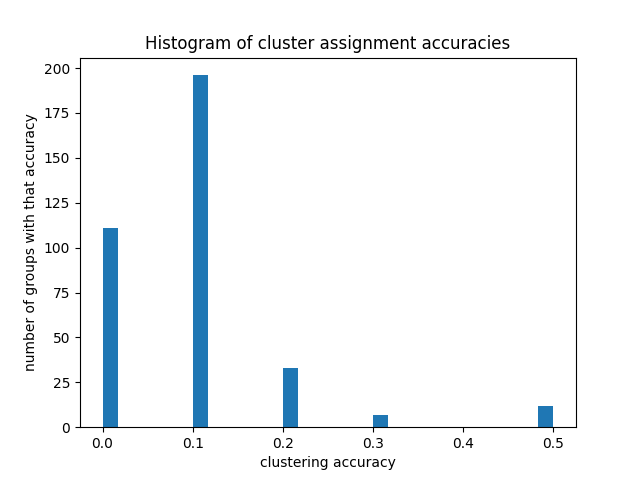 Histogram of cluster assignment accuracies
number of groups with that accuracy
200
175
150
125
100
75
50
25
0
0.0 0.1 0.2 0.3 0.4 0.5
clustering accuracy